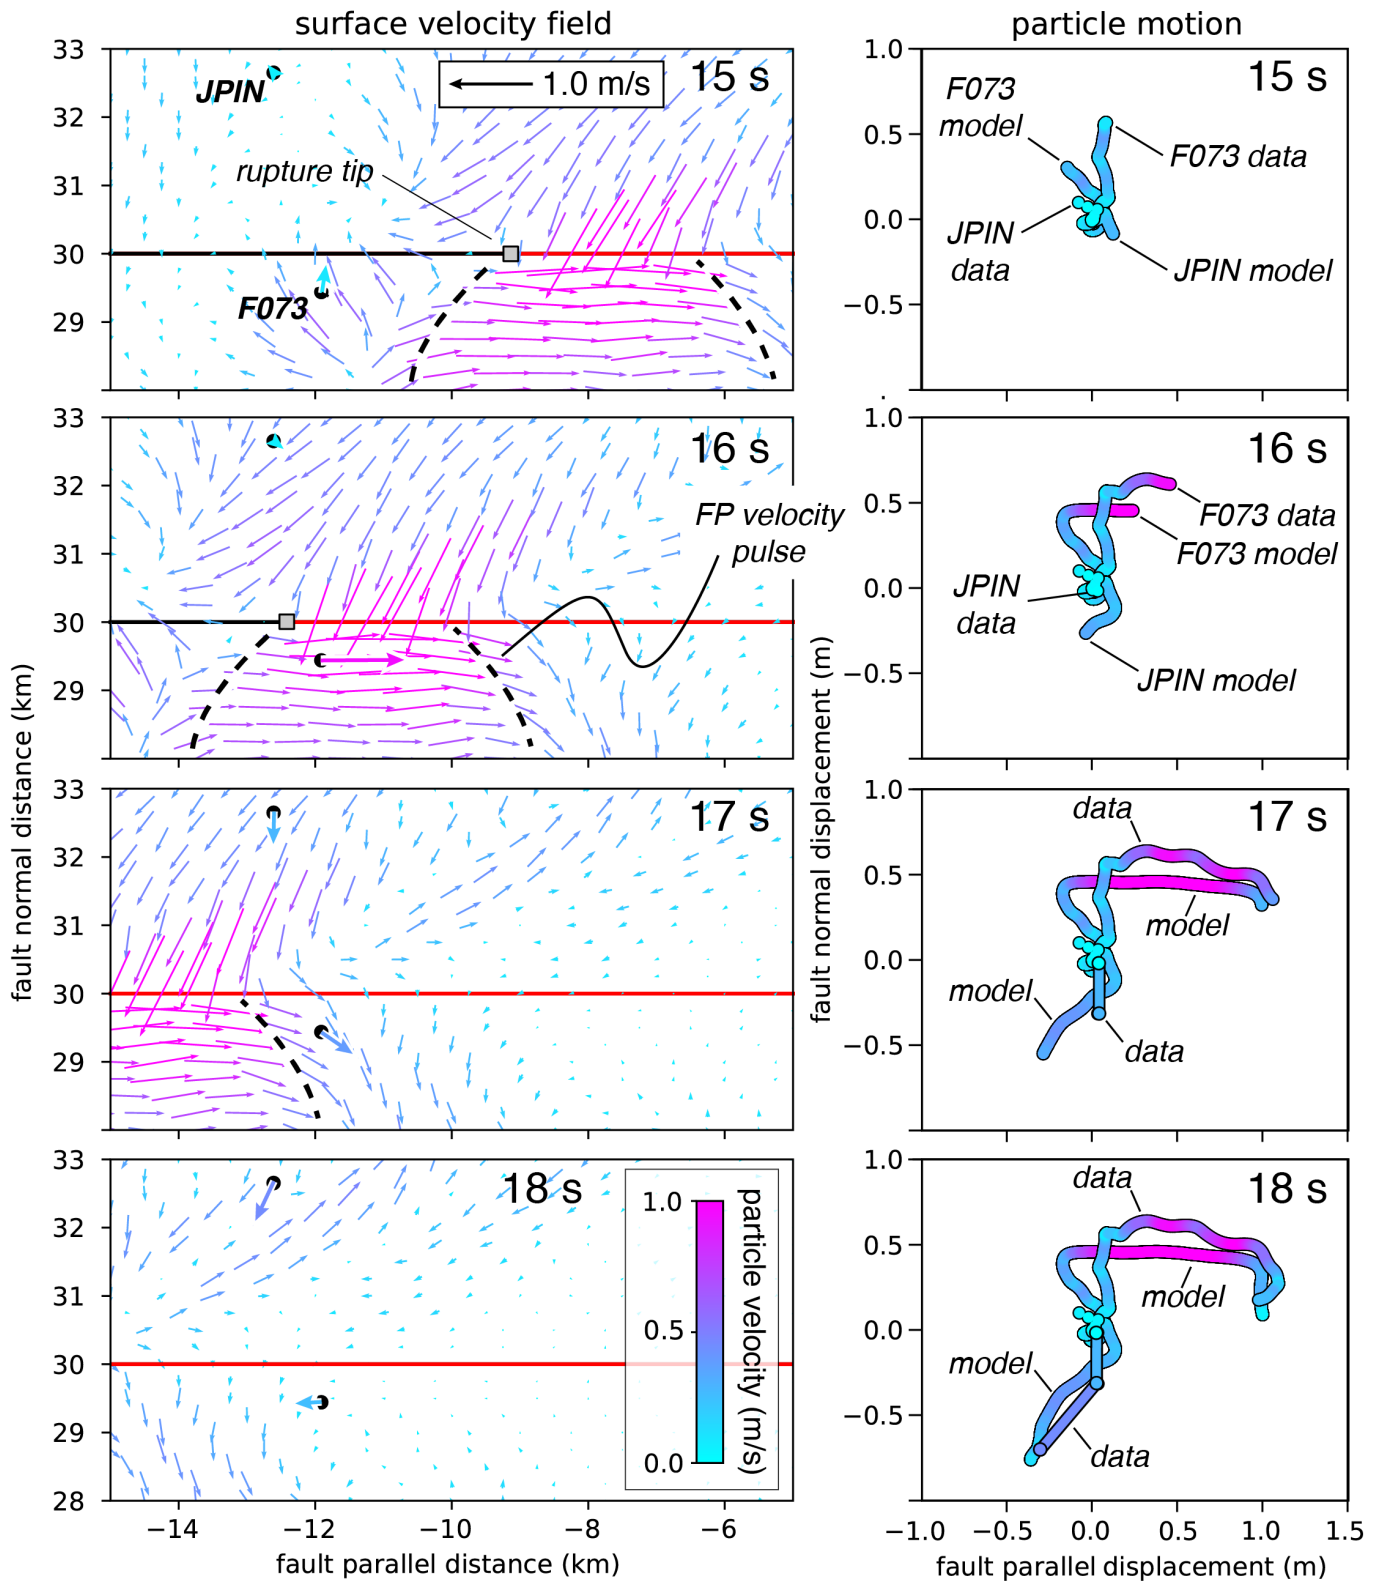 surface velocity field
particle motion
33
32
31
30
29
JPIN
1.0 m/s
15 s
rupture tip
F073
1.0
0.5
0.0
−0.5
15 s
F073
model
F073 data
JPIN
data
JPIN model
33
32
31
30
29
16 s
FP velocity
pulse
1.0
0.5
0.0
−0.5
16 s
F073 data
F073 model
JPIN
data
JPIN model
fault normal distance (km)
fault normal displacement (m)
33
32
31
30
29
17 s
1.0
0.5
0.0
−0.5
data
17 s
model
model
data
33
32
31
30
29
28
18 s
1.0
0.5
0.0
particle velocity (m/s)
−14
−12
−10
−8
−6
fault parallel distance (km)
1.0
0.5
0.0
−0.5
data
18 s
model
model
data
−1.0
−0.5
0.0
0.5
1.0
1.5
fault parallel displacement (m)